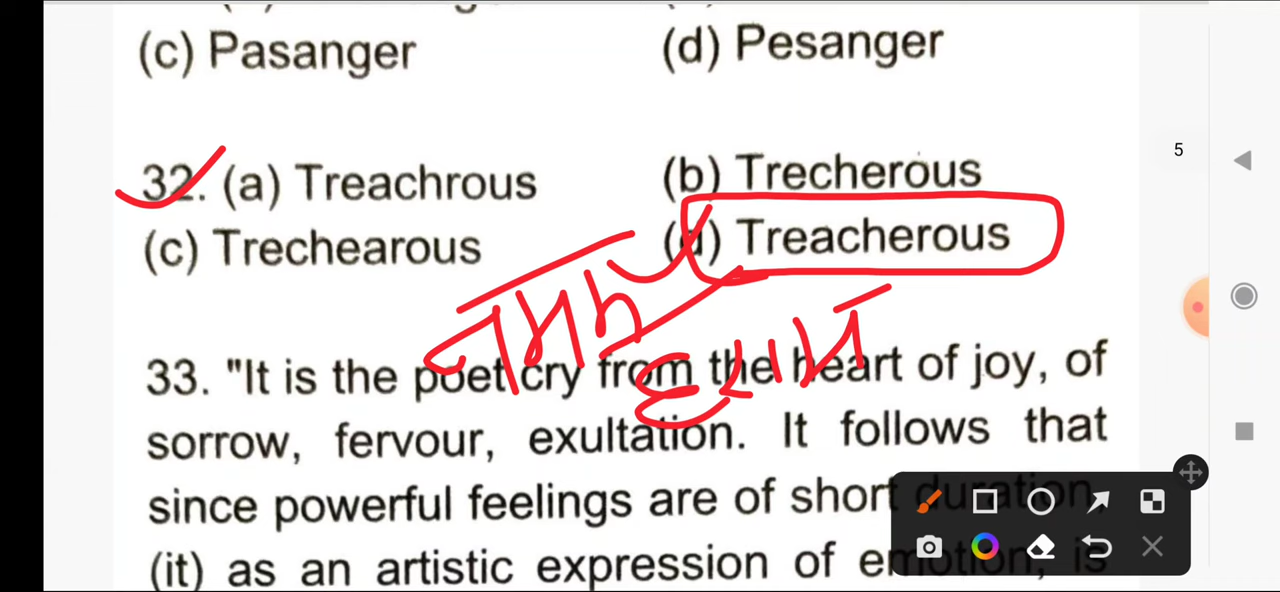 (c) Pasanger (d) Pesanger
5
32. (a) Treachrous (b) Trecherous
(c) Trechearous (d) Treacherous
नमक
हराम
33. "It is the poet cry from the heart of joy, of
sorrow, fervour, exultation. It follows that
since powerful feelings are of short duration,
(it) as an artistic expression of emotion, is